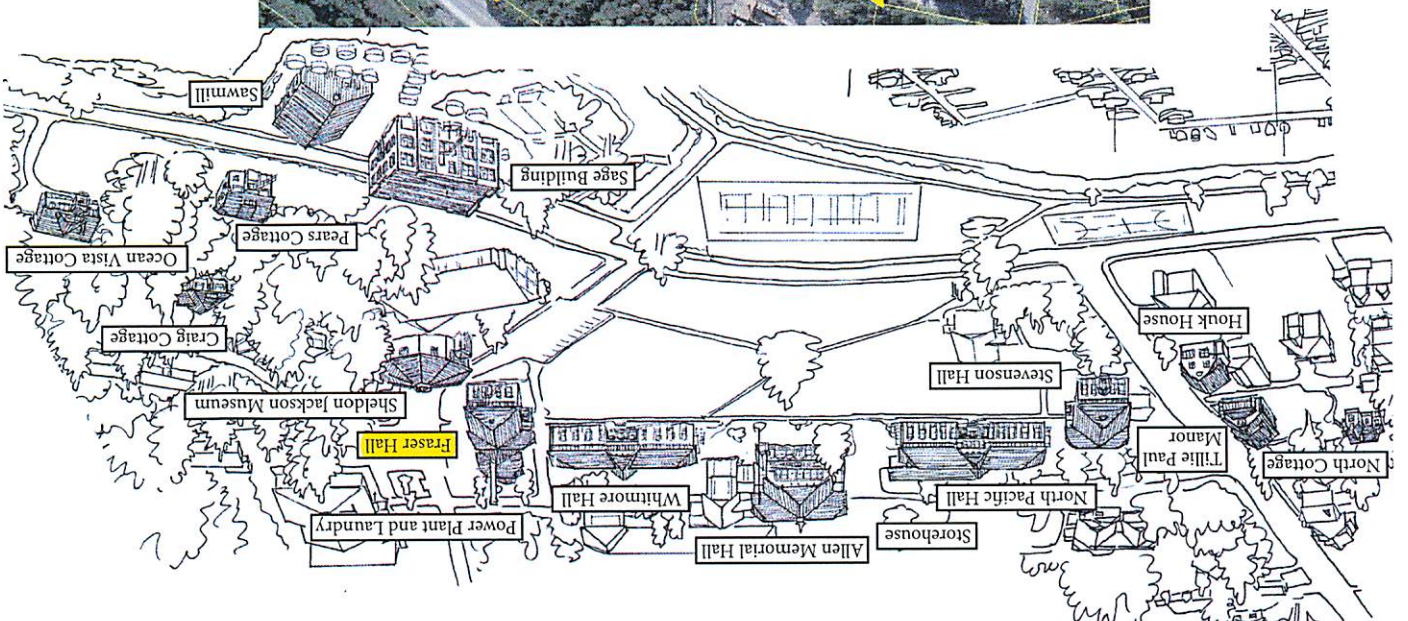 Allen Memorial Hall
Storehouse
Power Plant and Laundry
North Pacific Hall
Whitmore Hall
North Cottage
Tillie Paul
Manor
Fraser Hall
Sheldon Jackson Museum
Stevenson Hall
Craig Cottage
Houk House
Ocean Vista Cottage
Pears Cottage
Sage Building
Sawmill